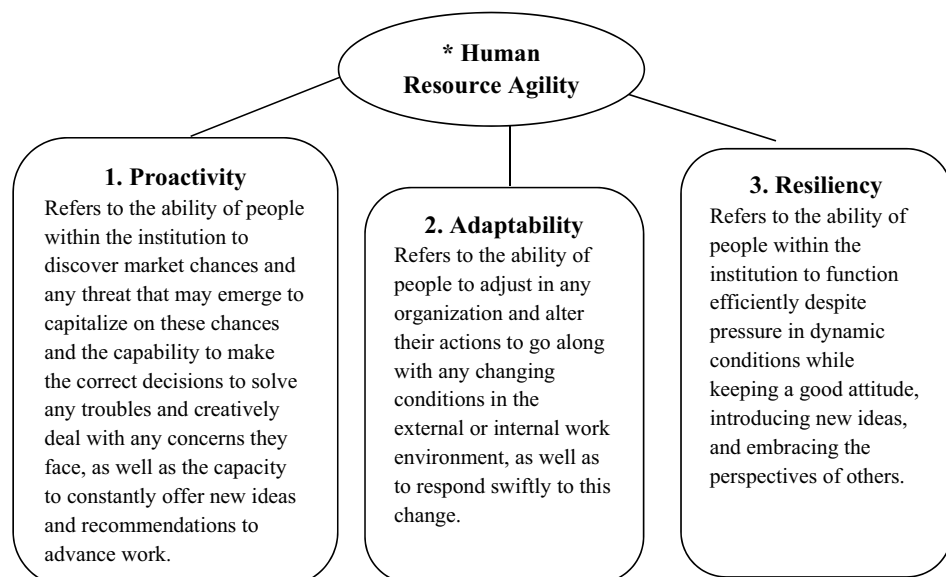 * Human
Resource Agility
1. Proactivity
Refers to the ability of people
within the institution to
discover market chances and
any threat that may emerge to
capitalize on these chances
and the capability to make
the correct decisions to solve
any troubles and creatively
deal with any concerns they
face, as well as the capacity
to constantly offer new ideas
and recommendations to
advance work.
2. Adaptability
Refers to the ability of
people to adjust in any
organization and alter
their actions to go along
with any changing
conditions in the
external or internal work
environment, as well as
to respond swiftly to this
change.
3. Resiliency
Refers to the ability of
people within the
institution to function
efficiently despite
pressure in dynamic
conditions while
keeping a good attitude,
introducing new ideas,
and embracing the
perspectives of others.